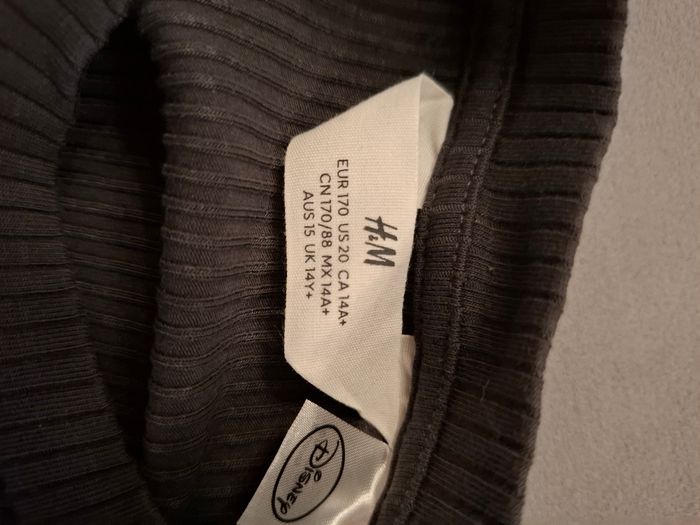 H&M
EUR 170 US 20 CA 14A+
CN 170/88 MX 14A+
AUS 15 UK 14Y+
Disney